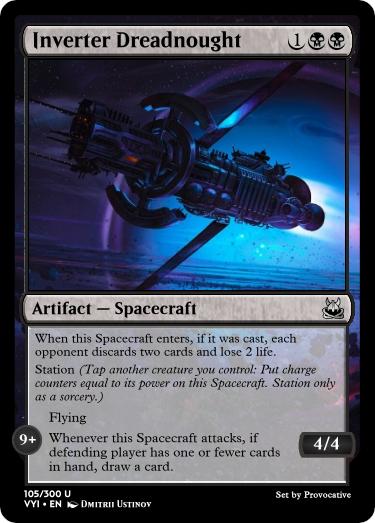 Inverter Dreadnought 1
Artifact — Spacecraft
When this Spacecraft enters, if it was cast, each
opponent discards two cards and lose 2 life.
Station (Tap another creature you control: Put charge
counters equal to its power on this Spacecraft. Station only
as a sorcery.)
Flying
9+
Whenever this Spacecraft attacks, if
defending player has one or fewer cards
in hand, draw a card.
4/4
105/300 U
VYI • EN Dmitrii Ustinov
Set by Provocative